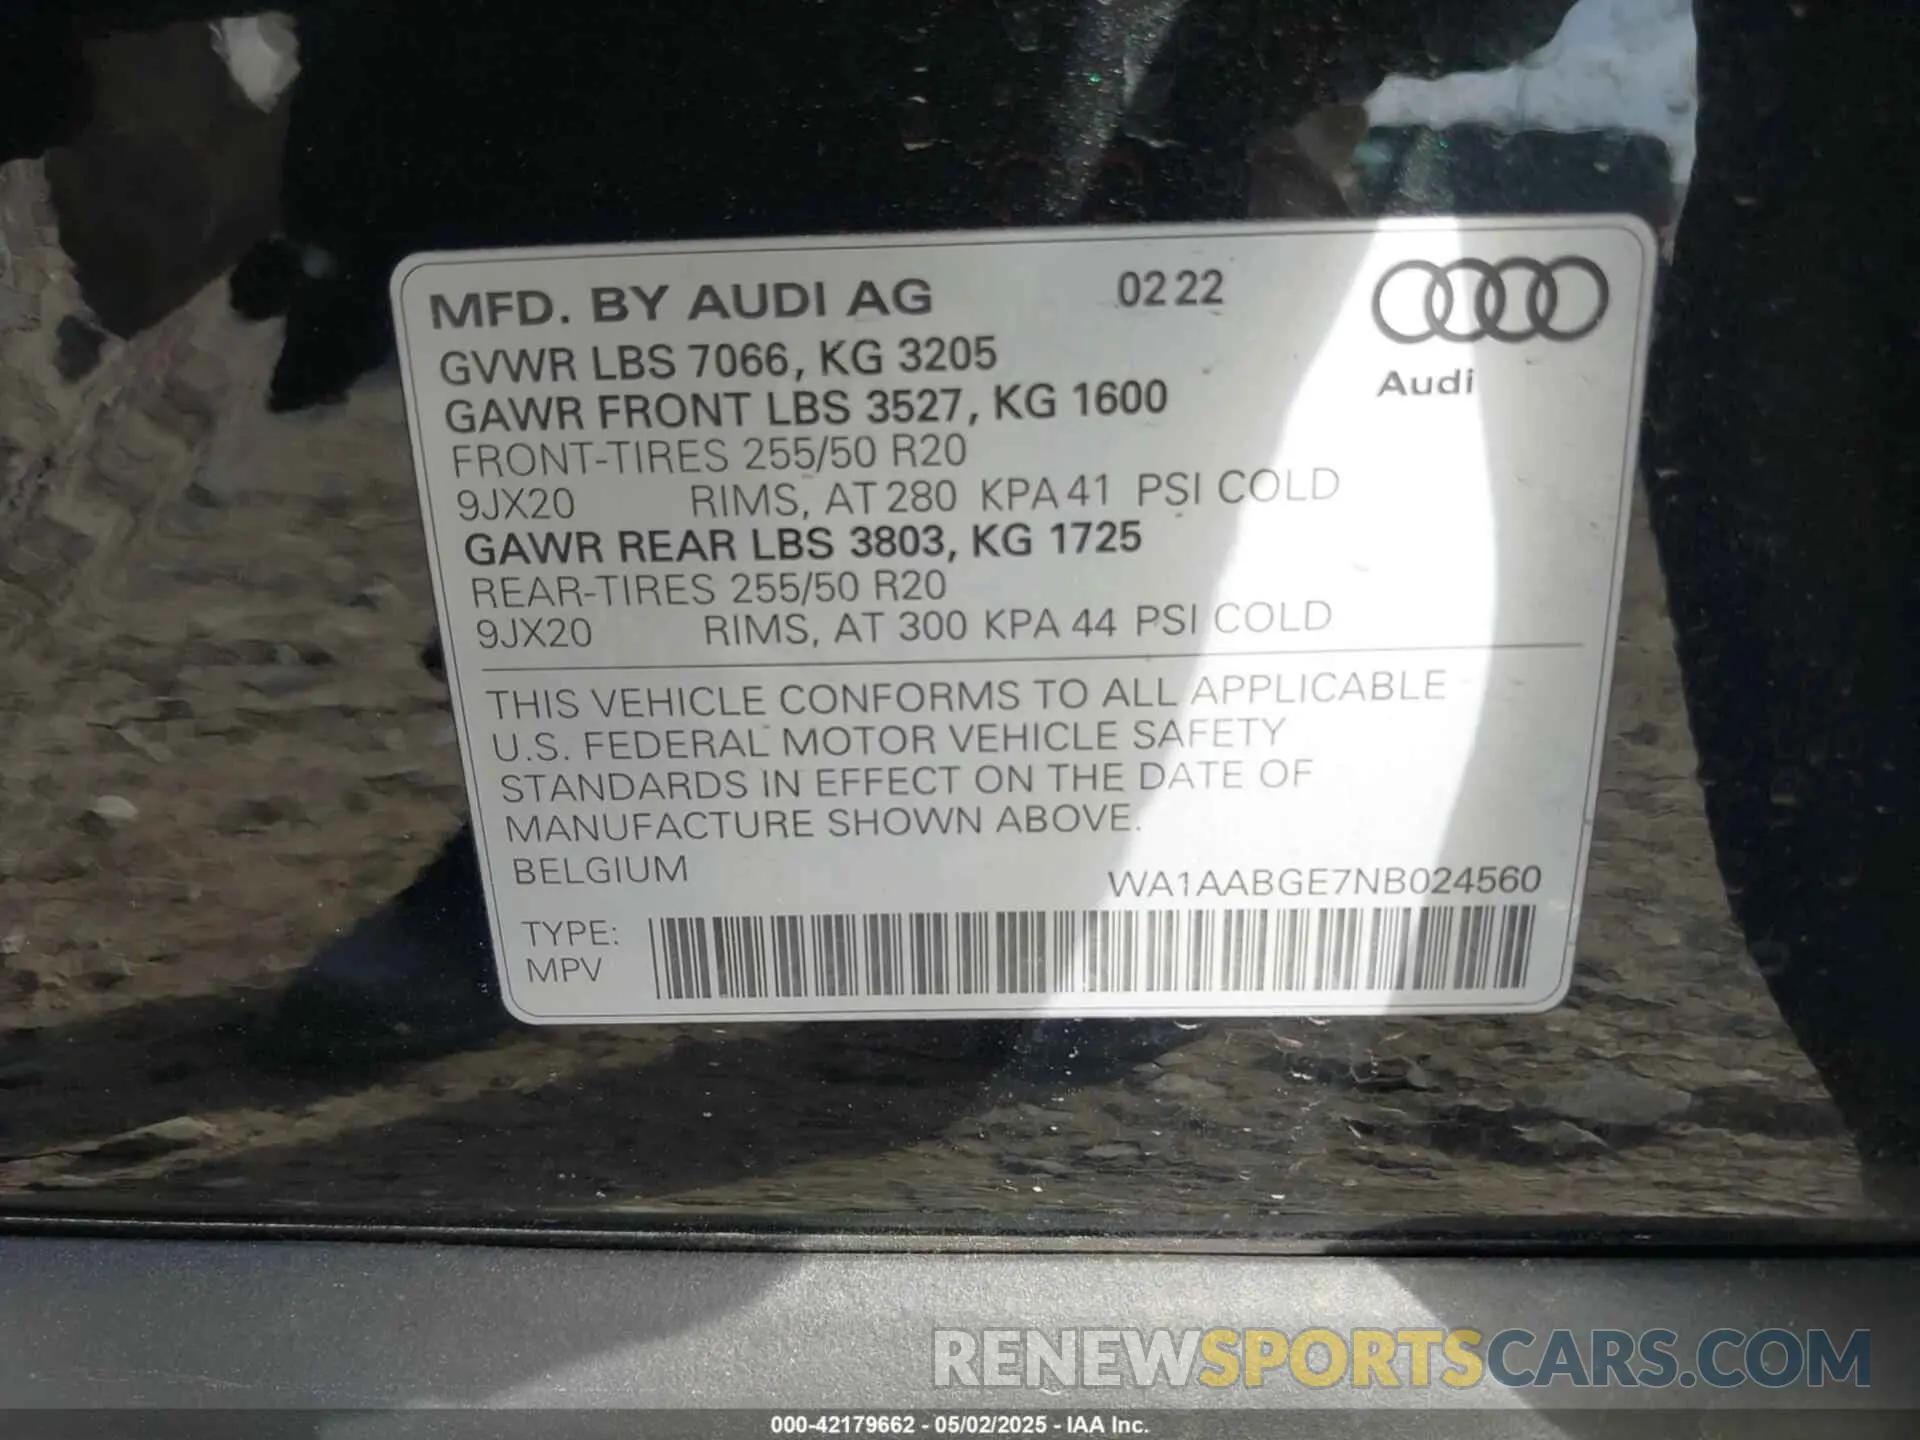 MFD. BY AUDI AG 02 22
GVWR LBS 7066, KG 3205
GAWR FRONT LBS 3527, KG 1600
Audi
FRONT-TIRES 255/50 R20
9JX20 RIMS, AT 280 KPA 41 PSI COLD
GAWR REAR LBS 3803, KG 1725
REAR-TIRES 255/50 R20
9JX20 RIMS, AT 300 KPA 44 PSI COLD
THIS VEHICLE CONFORMS TO ALL APPLICABLE
U.S. FEDERAL MOTOR VEHICLE SAFETY
STANDARDS IN EFFECT ON THE DATE OF
MANUFACTURE SHOWN ABOVE.
BELGIUM WA1AABGE7NB024560
TYPE:
MPV
RENEWSPORTSCARS.COM
000-42179662 - 05/02/2025 - IAA Inc.